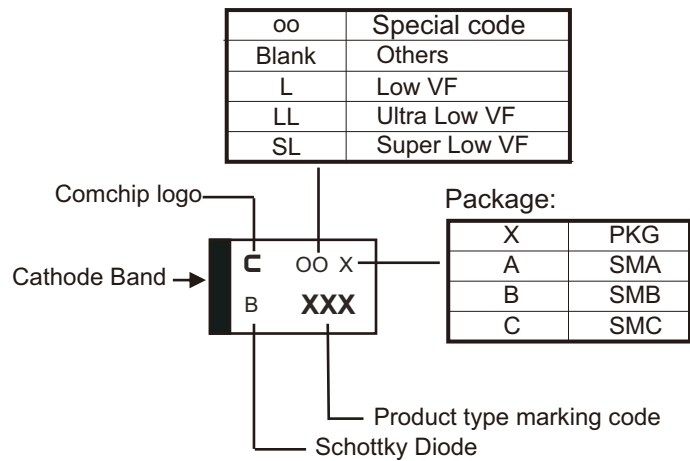 oo Special code
Blank Others
L Low VF
LL Ultra Low VF
SL Super Low VF
Comchip logo
Package:
X PKG
A SMA
B SMB
C SMC
Cathode Band
C OO X
B XXX
Product type marking code
Schottky Diode